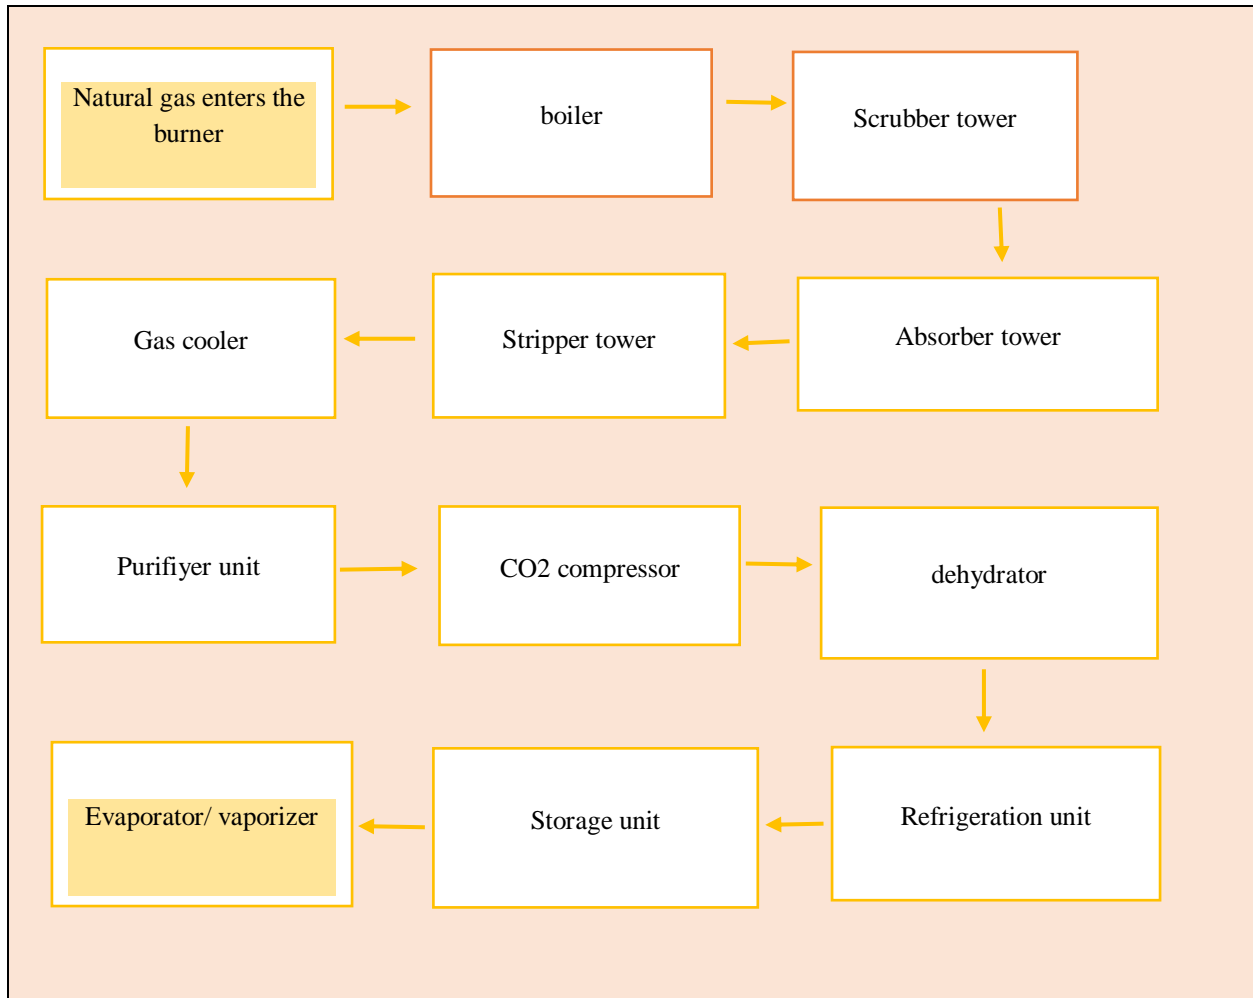 Natural gas enters the
burner
boiler
Scrubber tower
Gas cooler
Stripper tower
Absorber tower
Purifiyer unit
CO2 compressor
dehydrator
Evaporator/ vaporizer
Storage unit
Refrigeration unit